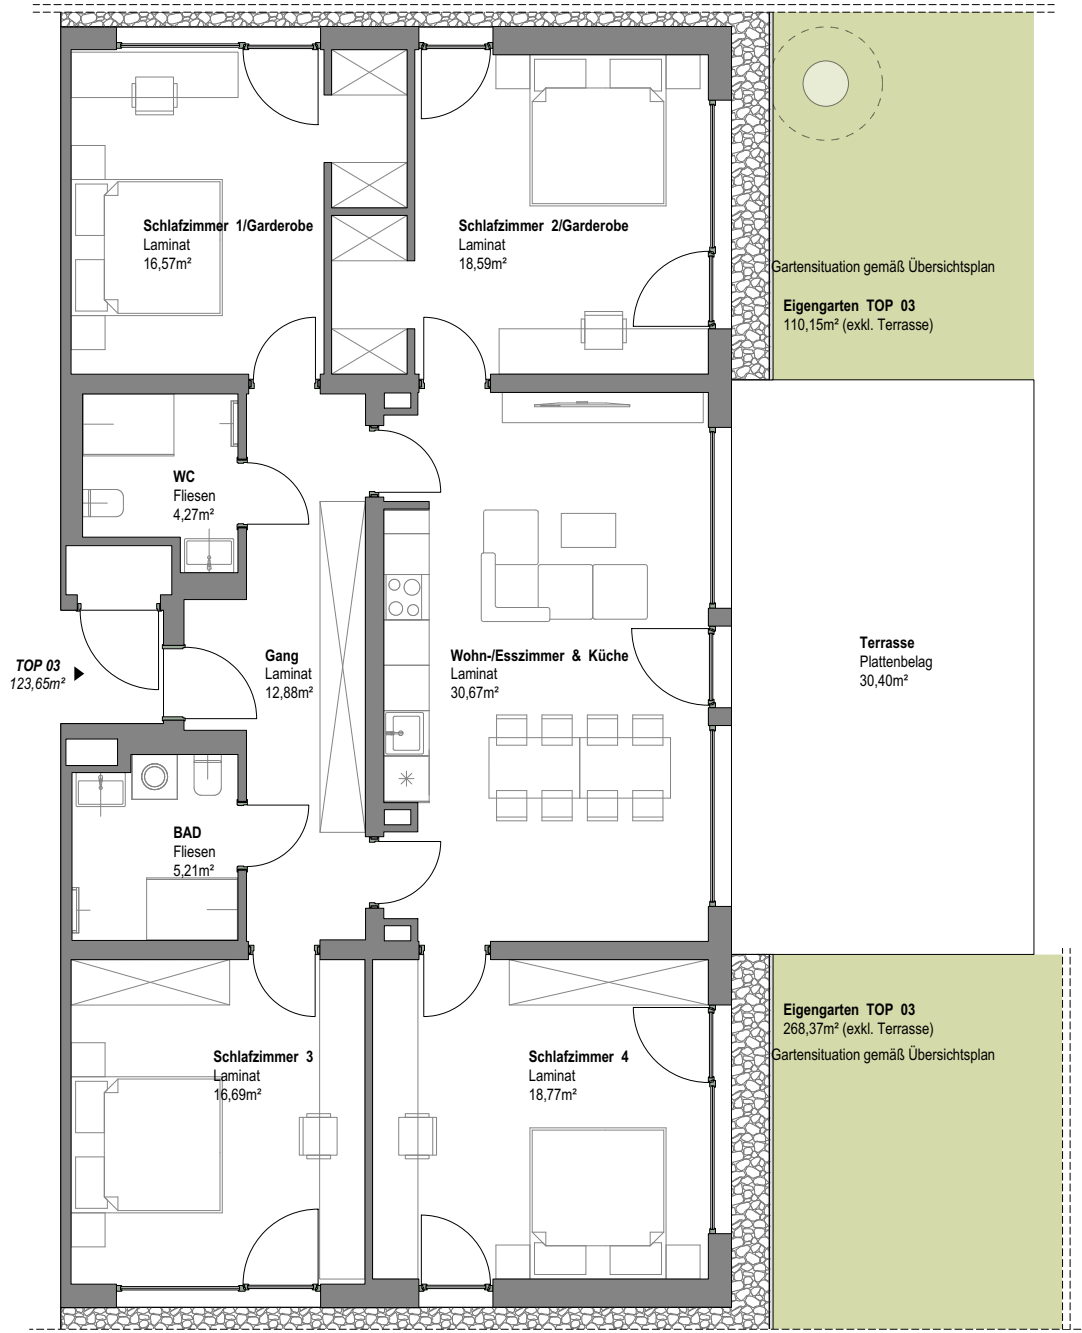 Schlafzimmer 1/Garderobe
Laminat
16,57m²
Schlafzimmer 2/Garderobe
Laminat
18,59m²
Gartensituation gemäß Übersichtsplan
Eigengarten TOP 03
110,15m² (exkl. Terrasse)
WC
Fliesen
4,27m²
TOP 03
123,65m²
Gang
Laminat
12,88m²
Wohn-/Esszimmer & Küche
Laminat
30,67m²
Terrasse
Plattenbelag
30,40m²
BAD
Fliesen
5,21m²
Schlafzimmer 3
Laminat
16,69m²
Schlafzimmer 4
Laminat
18,77m²
Eigengarten TOP 03
268,37m² (exkl. Terrasse)
Gartensituation gemäß Übersichtsplan